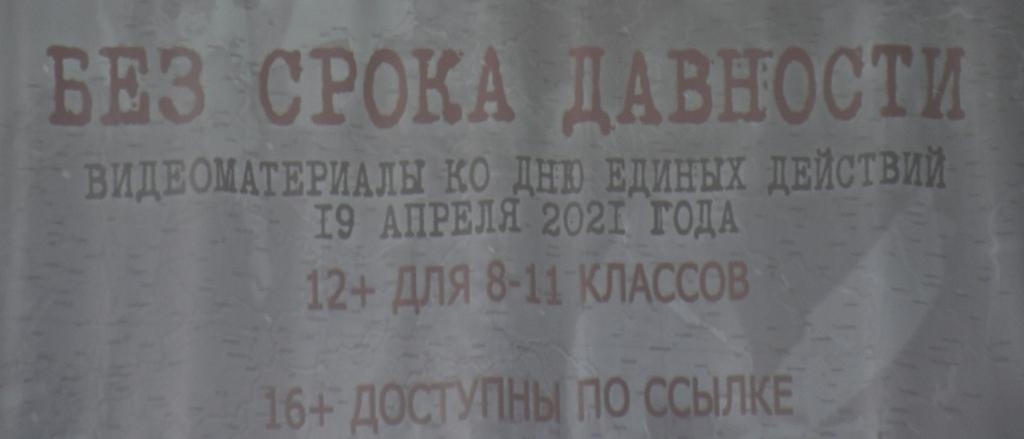 БЕЗ СРОКА ДАВНОСТИ
ВИДЕОМАТЕРИАЛЫ КО ДНЮ ЕДИНЫХ ДЕЙСТВИЙ
19 АПРЕЛЯ 2021 ГОДА
12+ ДЛЯ 8-11 КЛАССОВ
16+ ДОСТУПНЫ ПО ССЫЛКЕ